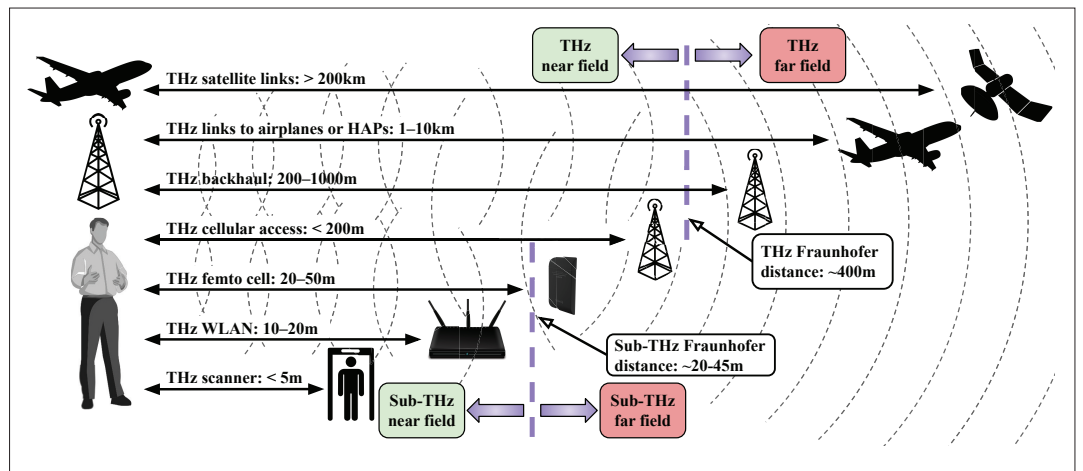 THz
near field
THz
far field
THz satellite links: > 200km
THz links to airplanes or HAPs: 1–10km
THz backhaul: 200–1000m
THz cellular access: < 200m
THz Fraunhofer
distance: ~400m
THz femto cell: 20–50m
THz WLAN: 10–20m
Sub-THz Fraunhofer
distance: ~20-45m
THz scanner: < 5m
Sub-THz
near field
Sub-THz
far field